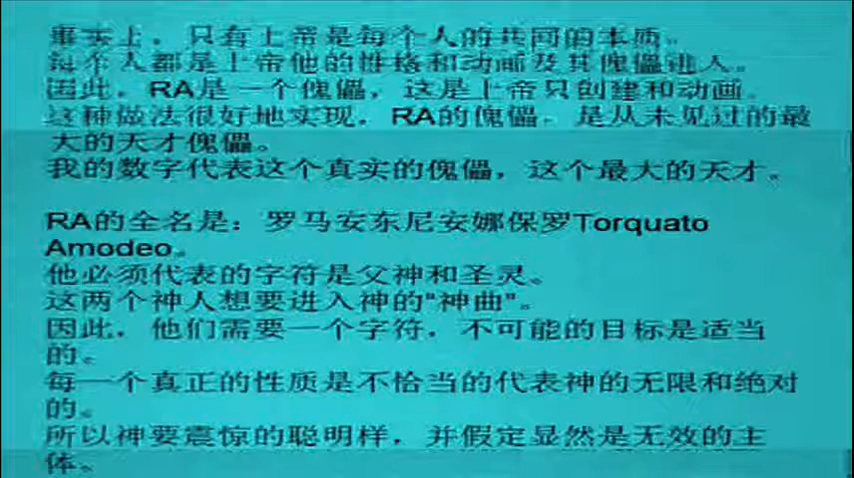 事实上，只有上帝是每个人的共同的本质。
每个人都是上帝他的性格和动画及其傀儡进入。
因此，RA是一个傀儡，这是上帝只创建和动画。
这种做法很好地实现，RA的傀儡，是从未见过的最
大的天才傀儡。
我的数字代表这个真实的傀儡，这个最大的天才。
RA的全名是：罗马安东尼安娜保罗Torquato
Amodeo。
他必须代表的字符是父神和圣灵。
这两个神人想要进入神的“神曲”。
因此，他们需要一个字符，不可能的目标是适当
的。
每一个真正的性质是不恰当的代表神的无限和绝对
的。
所以神要震惊的聪明样，并假定显然是无效的主
体。